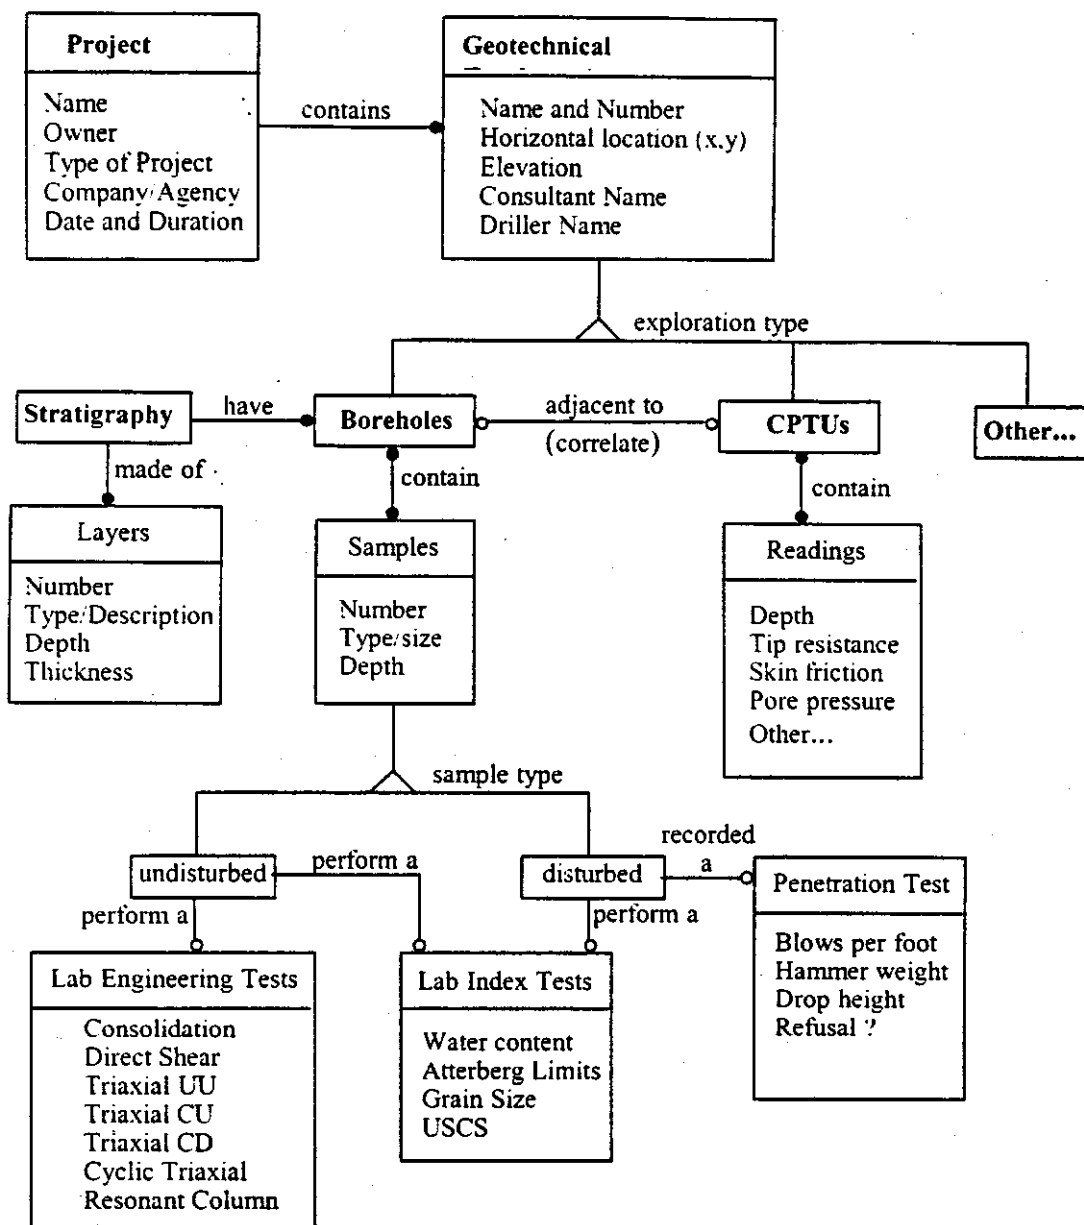 Project
Name
Owner
Type of Project
Company/Agency
Date and Duration
contains
Geotechnical
Name and Number
Horizontal location (x,y)
Elevation
Consultant Name
Driller Name
exploration type
Stratigraphy
have
Boreholes
adjacent to
(correlate)
CPTUs
Other...
made of
contain
contain
Layers
Number
Type/Description
Depth
Thickness
Samples
Number
Type/size
Depth
Readings
Depth
Tip resistance
Skin friction
Pore pressure
Other...
sample type
undisturbed
perform a
disturbed
recorded
a
perform a
perform a
Penetration Test
Blows per foot
Hammer weight
Drop height
Refusal ?
Lab Engineering Tests
Consolidation
Direct Shear
Triaxial UU
Triaxial CU
Triaxial CD
Cyclic Triaxial
Resonant Column
Lab Index Tests
Water content
Atterberg Limits
Grain Size
USCS